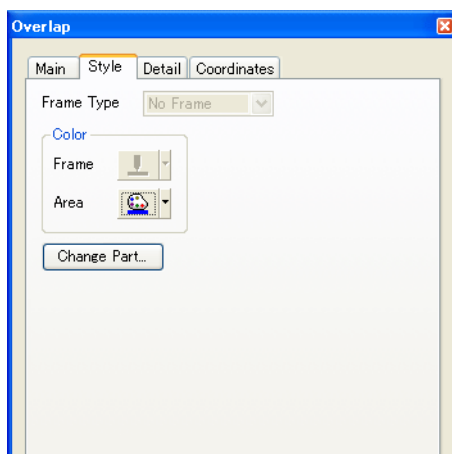 Overlap
Main Style Detail Coordinates
Frame Type No Frame
Color
Frame
Area
Change Part...